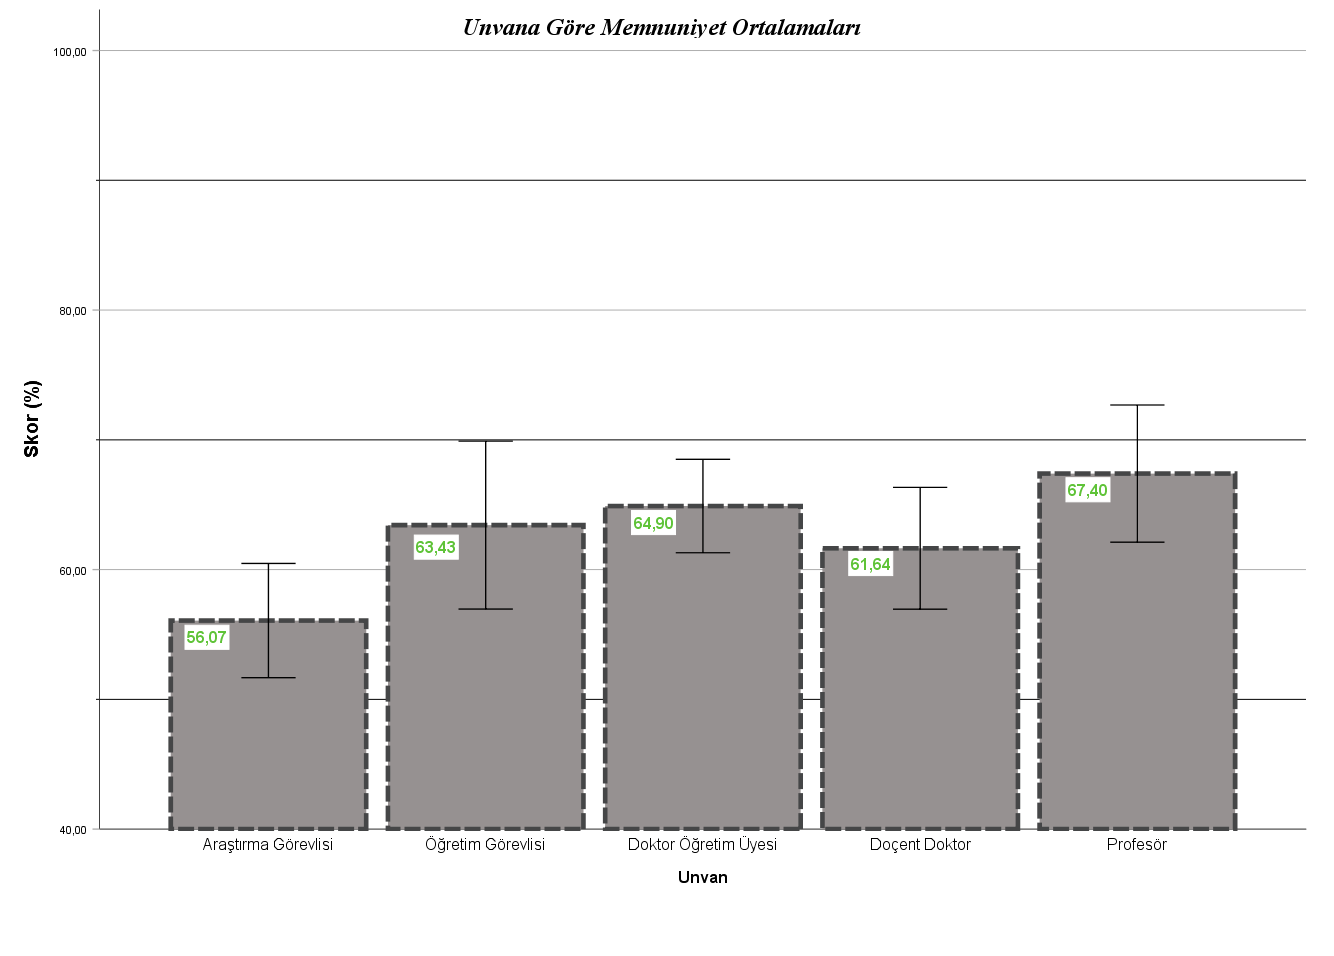 Unvana Göre Memnuniyet Ortalamaları
100,00
80,00
60,00
40,00
Skor (%)
56,07
63,43
64,90
61,64
67,40
Araştırma Görevlisi
Öğretim Görevlisi
Doktor Öğretim Üyesi
Doçent Doktor
Profesör
Unvan